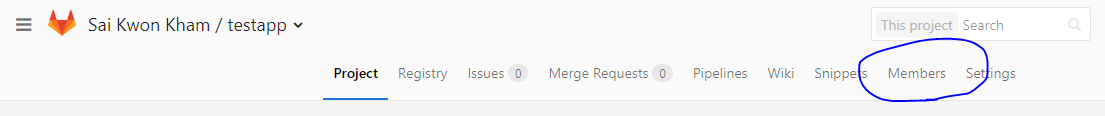 Sai Kwon Kham / testapp
This project Search
Project Registry Issues 0 Merge Requests 0 Pipelines Wiki Snippets Members Settings